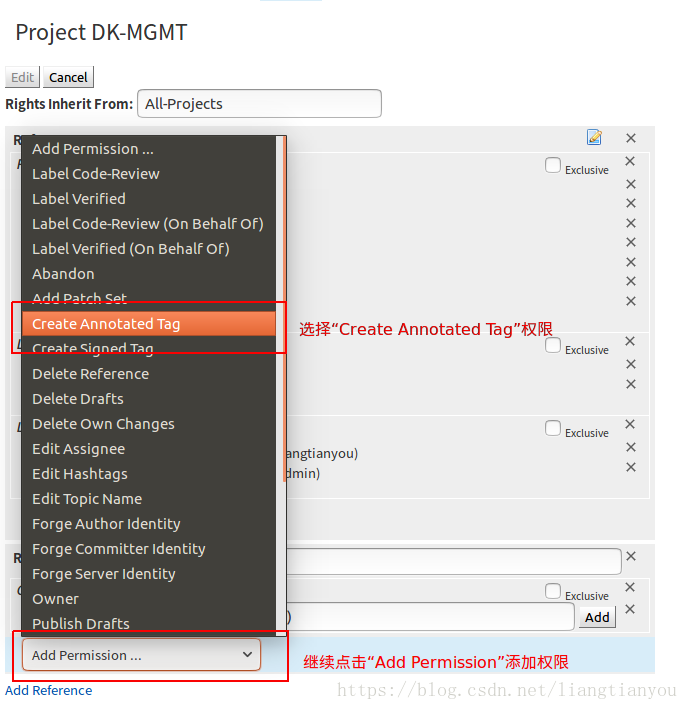 Project DK-MGMT
Edit Cancel
Rights Inherit From: All-Projects
Add Permission ...
Label Code-Review
Exclusive
Label Verified
Label Code-Review (On Behalf Of)
Label Verified (On Behalf Of)
Abandon
Add Patch Set
Create Annotated Tag
选择“Create Annotated Tag”权限
Create Signed Tag
Exclusive
Delete Reference
Delete Drafts
Delete Own Changes
Exclusive
Edit Assignee
angtianyou)
Edit Hashtags
dmin)
Edit Topic Name
Forge Author Identity
Forge Committer Identity
Forge Server Identity
Exclusive
Owner
) Add
Publish Drafts
Add Permission ...
继续点击“Add Permission”添加权限
Add Reference
https://blog.csdn.net/liangtianyou